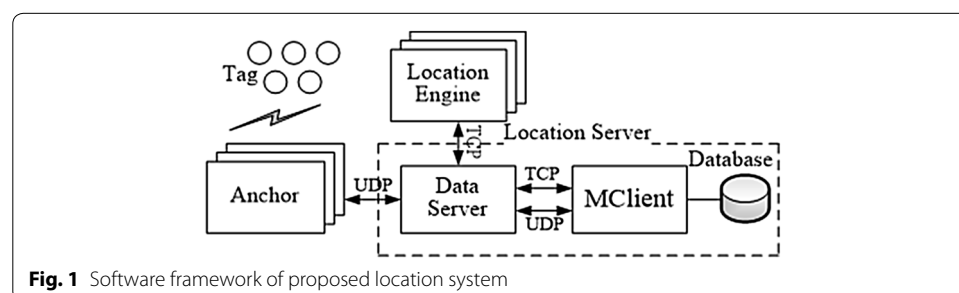 Tag
Location
Engine
TCP
Location Server
Database
Anchor
UDP
Data
Server
TCP
UDP
MClient
Fig. 1 Software framework of proposed location system